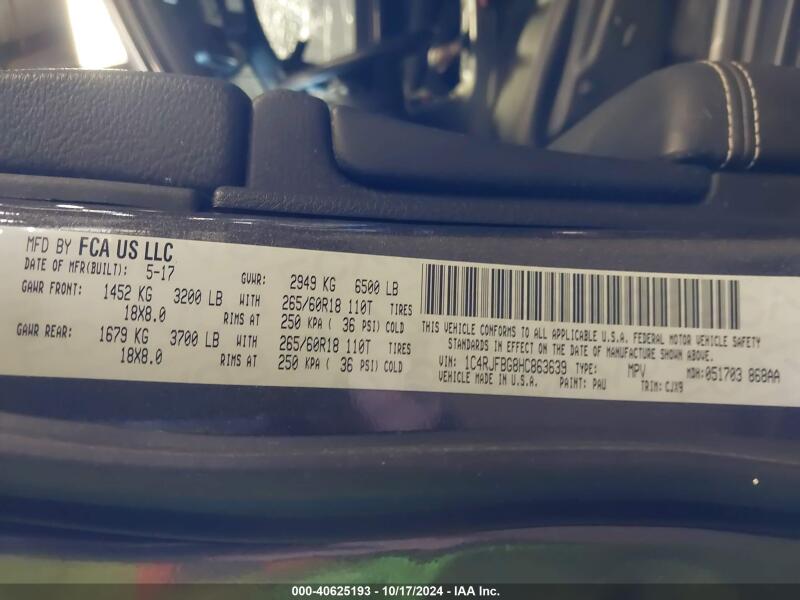 MFD BY FCA US LLC
DATE OF MFR(BUILT): 5-17 GVWR: 2949 KG 6500 LB
GAWR FRONT: 1452 KG 3200 LB WITH 265/60R18 110T TIRES
18X8.0 RIMS AT 250 KPA ( 36 PSI) COLD
GAWR REAR: 1679 KG 3700 LB WITH 265/60R18 110T TIRES
18X8.0 RIMS AT 250 KPA ( 36 PSI) COLD
THIS VEHICLE CONFORMS TO ALL APPLICABLE U.S.A. FEDERAL MOTOR VEHICLE SAFETY
STANDARDS IN EFFECT ON THE DATE OF MANUFACTURE SHOWN ABOVE.
VIN: 1C4RJFBG8HC863639 TYPE: MPV MDH: 051703 868AA
VEHICLE MADE IN U.S.A. PAINT: PAU TRIM: CJX9
000-40625193 - 10/17/2024 - IAA Inc.